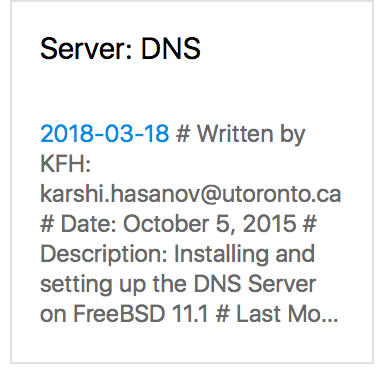 Server: DNS
2018-03-18 # Written by
KFH:
karshi.hasanov@utoronto.ca
# Date: October 5, 2015 #
Description: Installing and
setting up the DNS Server
on FreeBSD 11.1 # Last Mo...